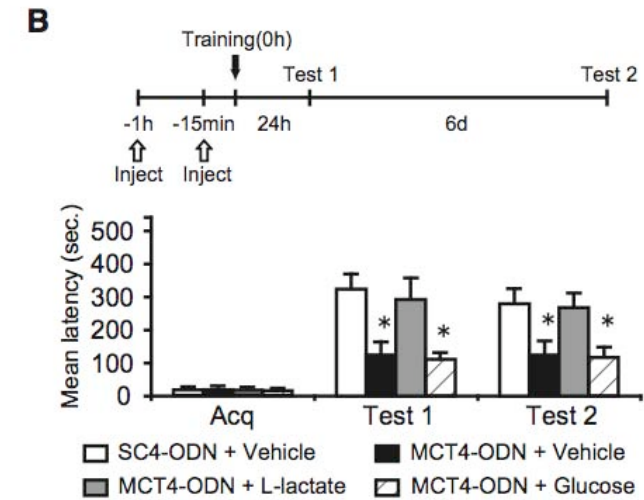 B
Training(0h)
Test 1 Test 2
-1h -15min 24h 6d
Inject Inject
Mean latency (sec.)
500
400
300
200
100
0
* * * *
Acq Test 1 Test 2
SC4-ODN + Vehicle MCT4-ODN + Vehicle
MCT4-ODN + L-lactate MCT4-ODN + Glucose